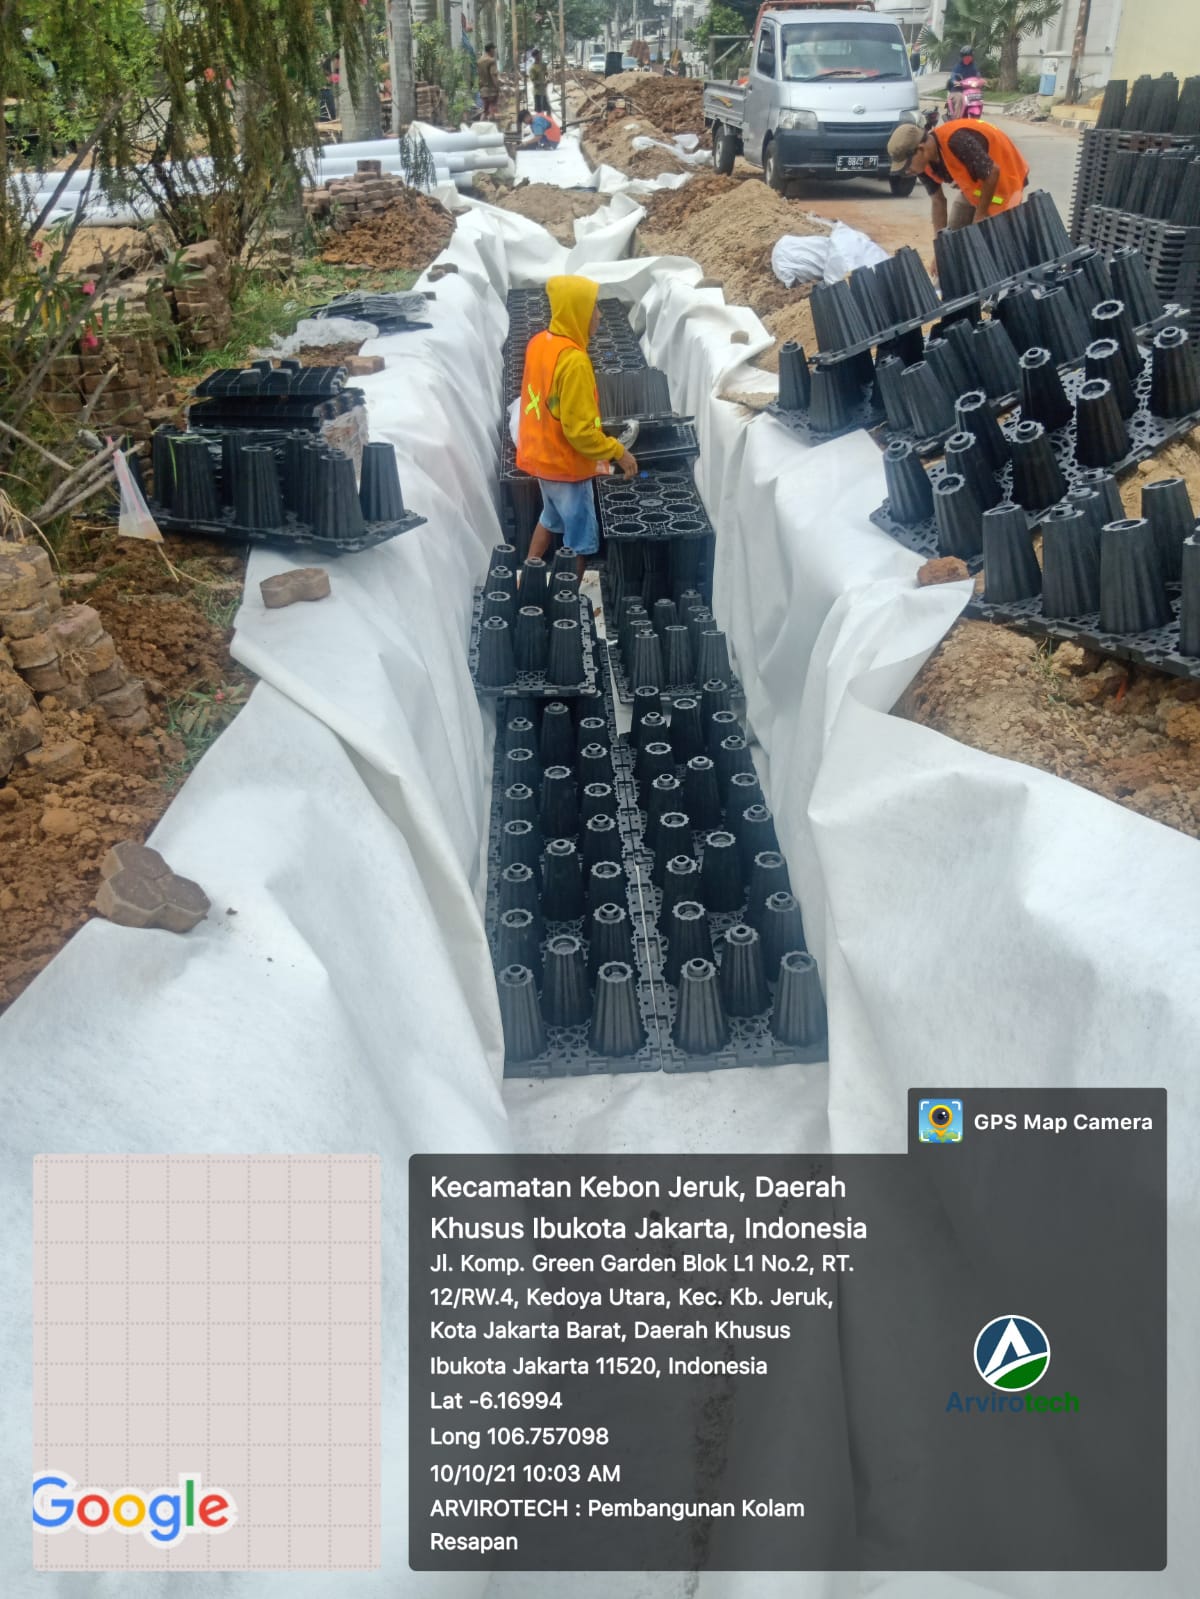 E 8845 PY
GPS Map Camera
Kecamatan Kebon Jeruk, Daerah
Khusus Ibukota Jakarta, Indonesia
Jl. Komp. Green Garden Blok L1 No.2, RT.
12/RW.4, Kedoya Utara, Kec. Kb. Jeruk,
Kota Jakarta Barat, Daerah Khusus
Ibukota Jakarta 11520, Indonesia
Lat -6.16994
Long 106.757098
10/10/21 10:03 AM
ARVIROTECH : Pembangunan Kolam
Resapan
Arvirotech
Google